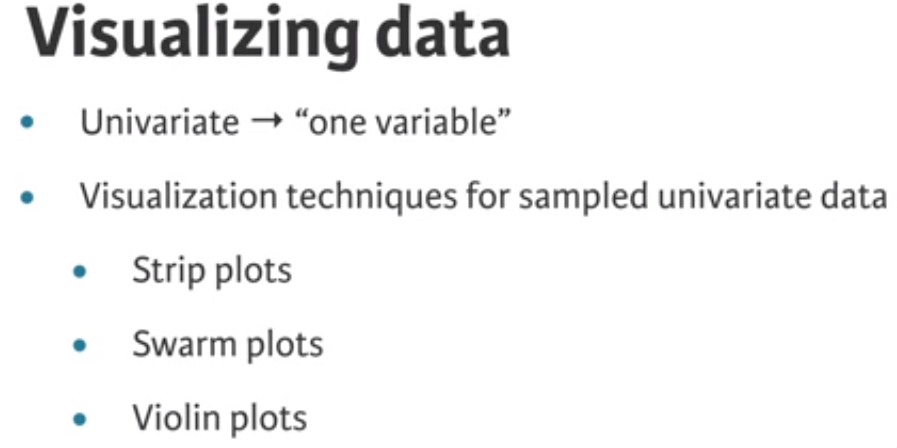 Visualizing data
• Univariate → “one variable”
• Visualization techniques for sampled univariate data
• Strip plots
• Swarm plots
• Violin plots